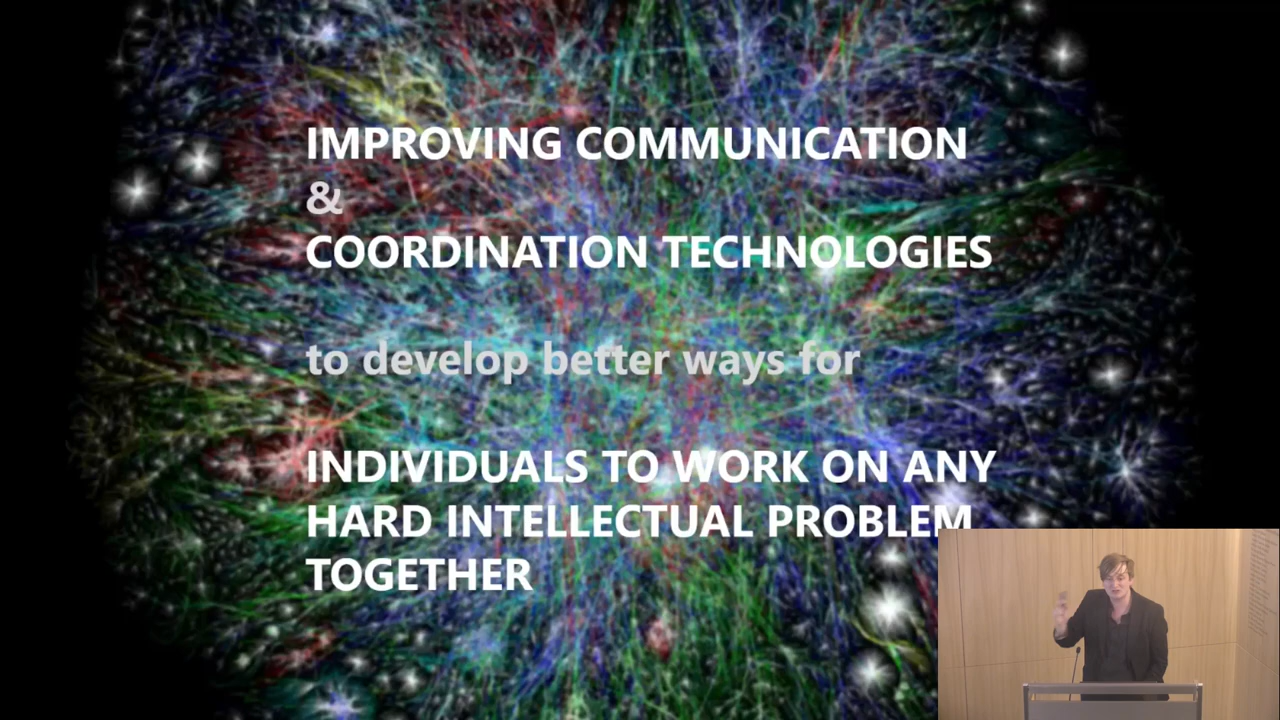 IMPROVING COMMUNICATION
&
COORDINATION TECHNOLOGIES
to develop better ways for
INDIVIDUALS TO WORK ON ANY
HARD INTELLECTUAL PROBLEM
TOGETHER